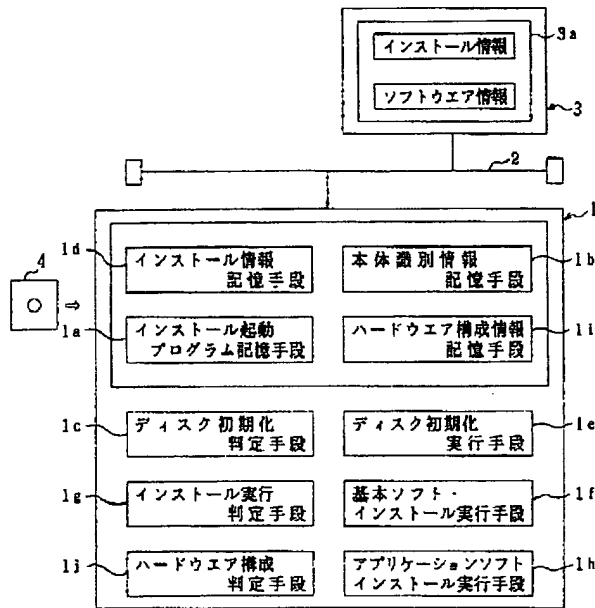 3a
インストール情報
ソフトウエア情報
3
2
1
1d
インストール情報
記憶手段
本体識別情報
記憶手段
1b
4
⇒
1a
インストール起動
プログラム記憶手段
ハードウエア構成情報
記憶手段
1i
1c
ディスク初期化
判定手段
ディスク初期化
実行手段
1e
1g
インストール実行
判定手段
基本ソフト・
インストール実行手段
1f
1j
ハードウエア構成
判定手段
アプリケーションソフト
インストール実行手段
1h